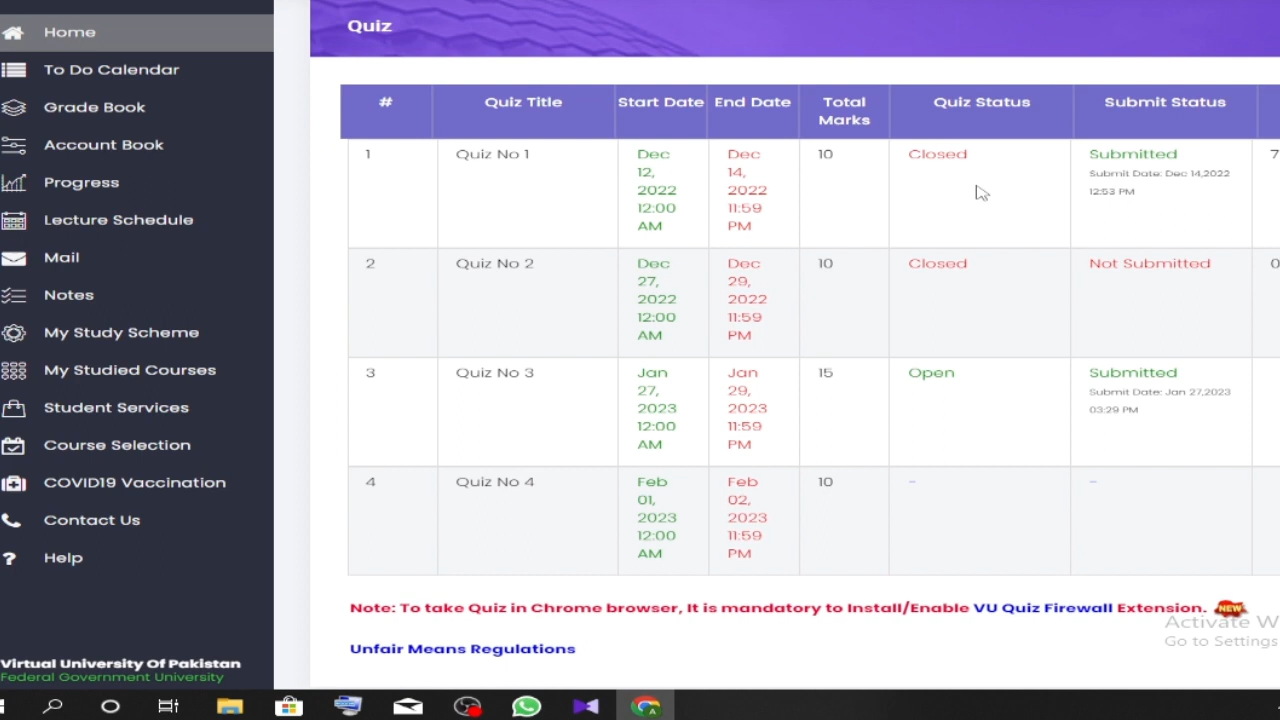 Home
To Do Calendar
Grade Book
Account Book
Progress
Lecture Schedule
Mail
Notes
My Study Scheme
My Studied Courses
Student Services
Course Selection
COVID19 Vaccination
Contact Us
Help
Virtual University Of Pakistan
Federal Government University
Quiz
# Quiz Title Start Date End Date Total Marks Quiz Status Submit Status
1 Quiz No 1 Dec 12, 2022 12:00 AM Dec 14, 2022 11:59 PM 10 Closed Submitted Submit Date: Dec 14,2022 12:53 PM 7
2 Quiz No 2 Dec 27, 2022 12:00 AM Dec 29, 2022 11:59 PM 10 Closed Not Submitted 0
3 Quiz No 3 Jan 27, 2023 12:00 AM Jan 29, 2023 11:59 PM 15 Open Submitted Submit Date: Jan 27,2023 03:29 PM
4 Quiz No 4 Feb 01, 2023 12:00 AM Feb 02, 2023 11:59 PM 10 - -
Note: To take Quiz in Chrome browser, It is mandatory to Install/Enable VU Quiz Firewall Extension. NEW
Unfair Means Regulations
Activate W
Go to Settings